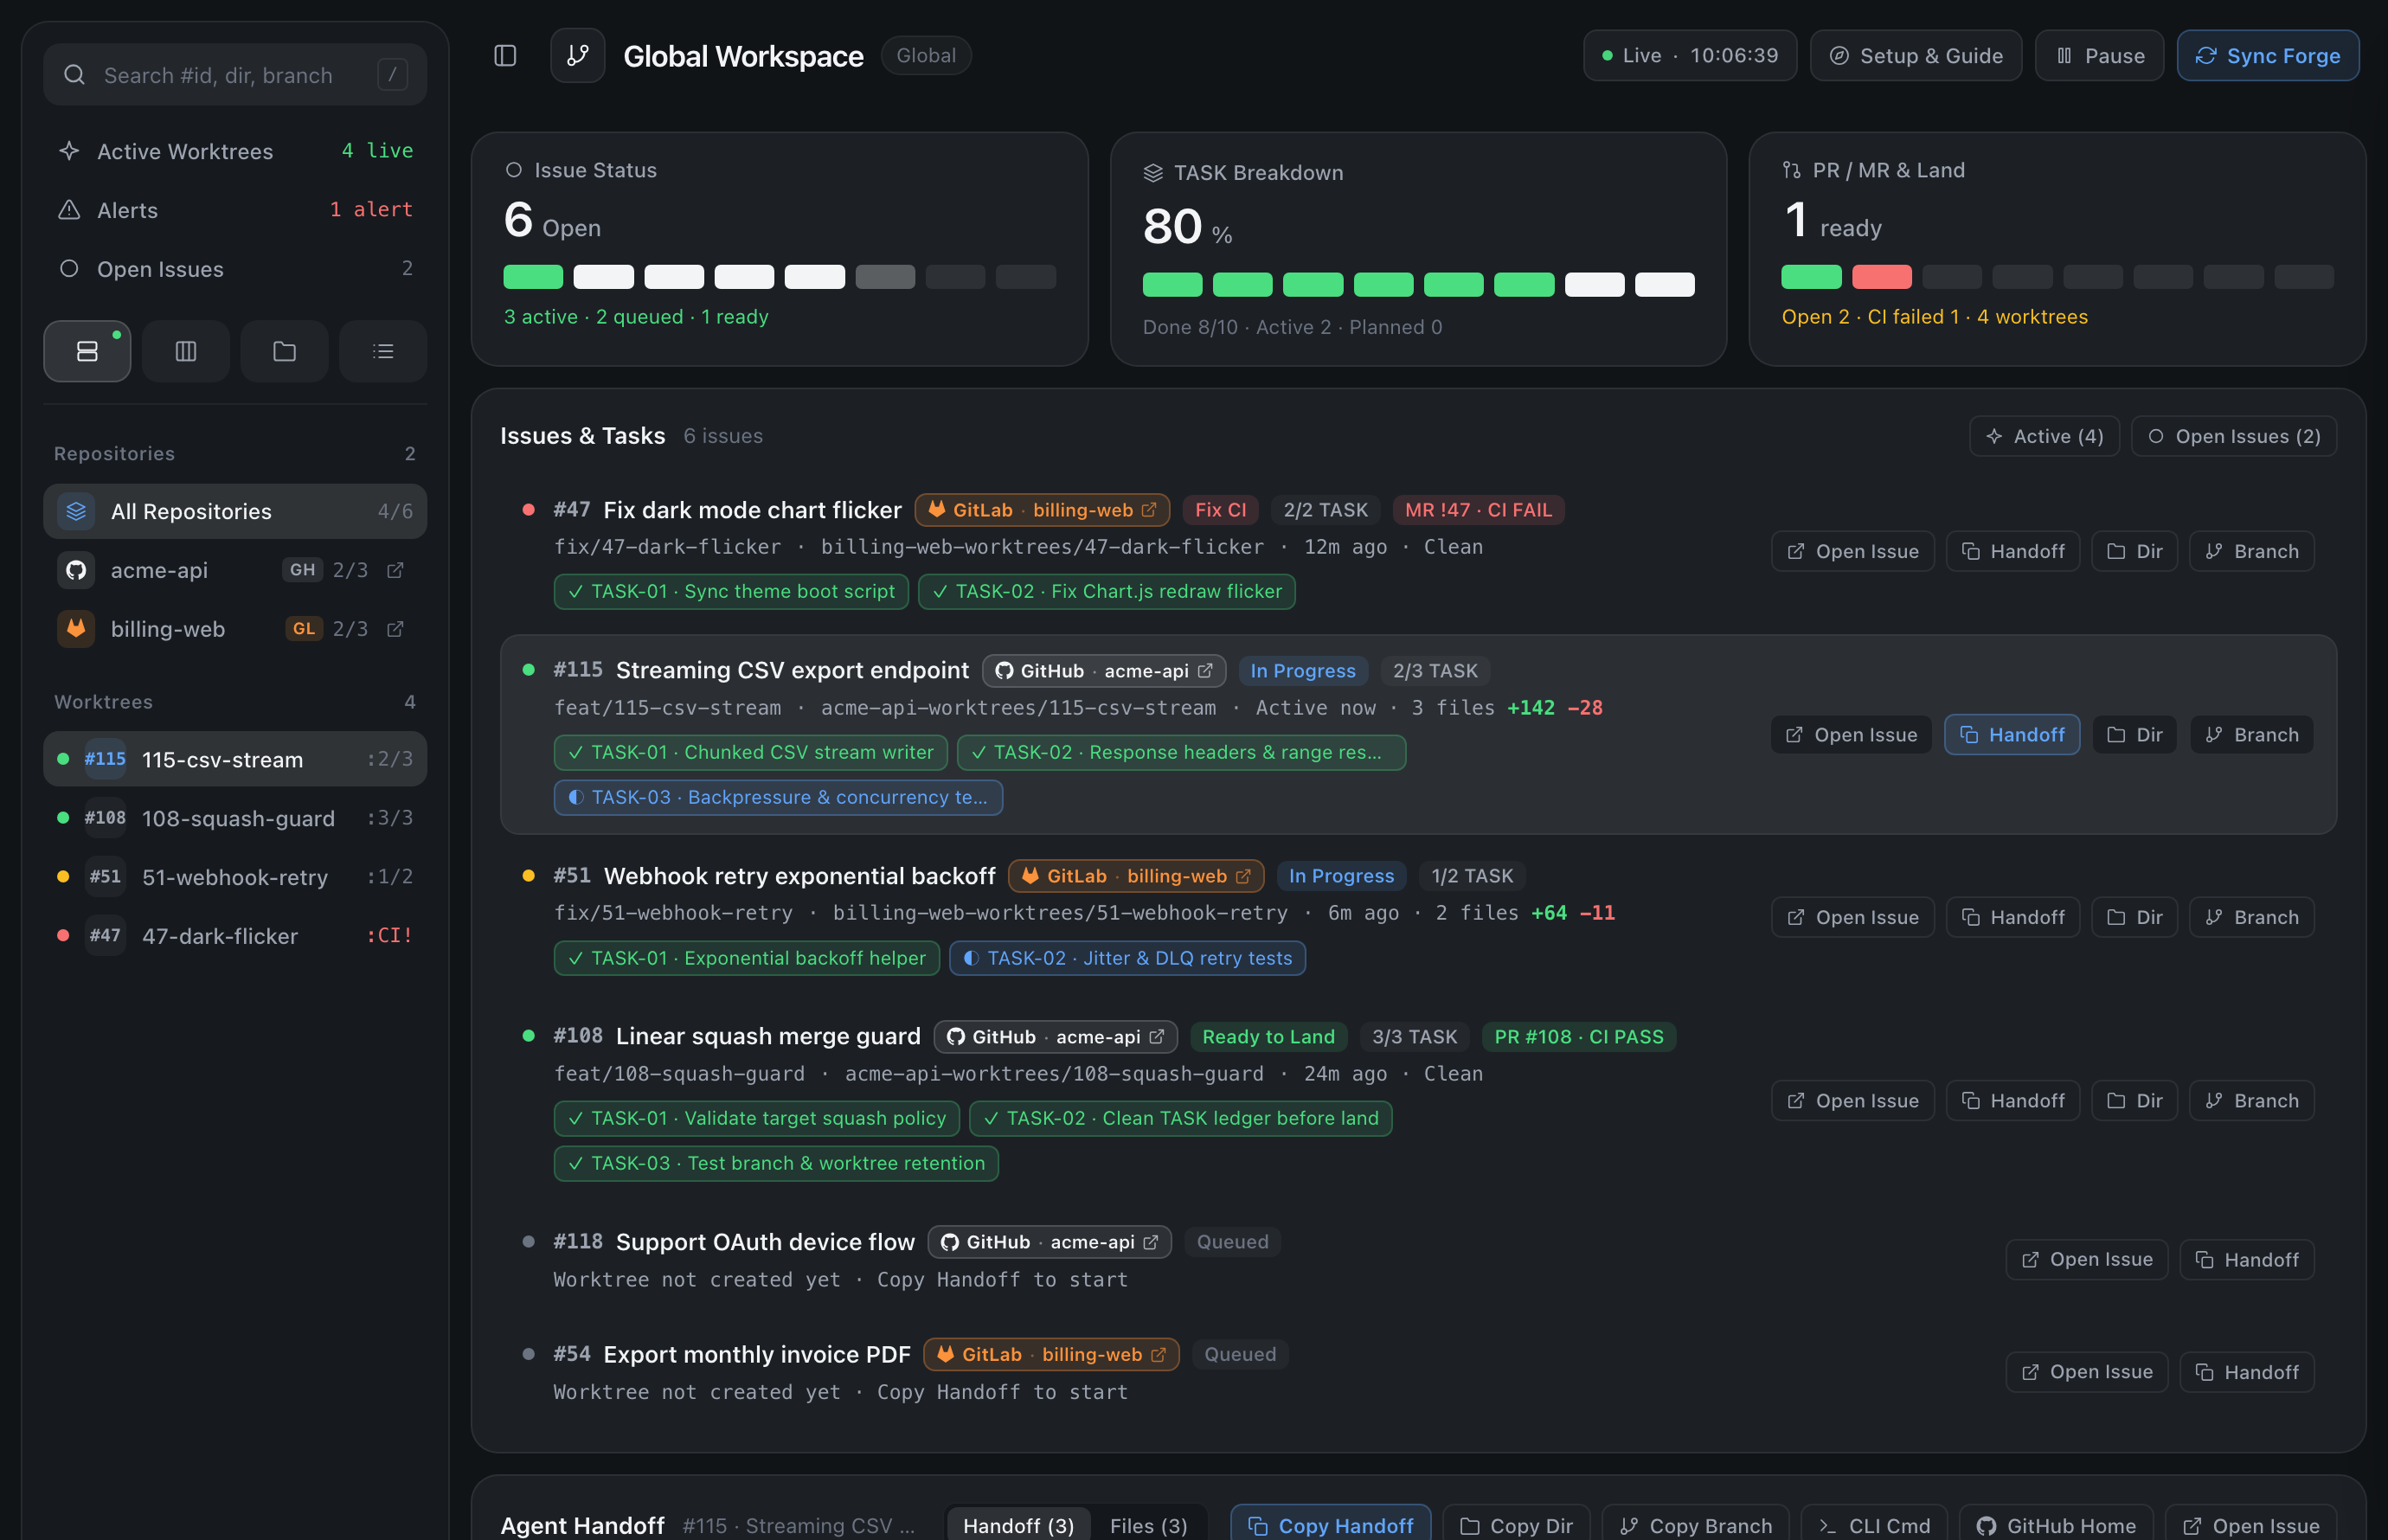 Search #id, dir, branch /
Active Worktrees 4 live
Alerts 1 alert
Open Issues 2
Repositories 2
All Repositories 4/6
acme-api GH 2/3
billing-web GL 2/3
Worktrees 4
#115 115-csv-stream :2/3
#108 108-squash-guard :3/3
#51 51-webhook-retry :1/2
#47 47-dark-flicker :CI!
Global Workspace Global
Live · 10:06:39 Setup & Guide Pause Sync Forge
Issue Status
6 Open
3 active · 2 queued · 1 ready
TASK Breakdown
80 %
Done 8/10 · Active 2 · Planned 0
PR / MR & Land
1 ready
Open 2 · CI failed 1 · 4 worktrees
Issues & Tasks 6 issues Active (4) Open Issues (2)
#47 Fix dark mode chart flicker GitLab · billing-web Fix CI 2/2 TASK MR !47 · CI FAIL
fix/47-dark-flicker · billing-web-worktrees/47-dark-flicker · 12m ago · Clean
Open Issue Handoff Dir Branch
TASK-01 · Sync theme boot script TASK-02 · Fix Chart.js redraw flicker
#115 Streaming CSV export endpoint GitHub · acme-api In Progress 2/3 TASK
feat/115-csv-stream · acme-api-worktrees/115-csv-stream · Active now · 3 files +142 −28
Open Issue Handoff Dir Branch
TASK-01 · Chunked CSV stream writer TASK-02 · Response headers & range res...
TASK-03 · Backpressure & concurrency te...
#51 Webhook retry exponential backoff GitLab · billing-web In Progress 1/2 TASK
fix/51-webhook-retry · billing-web-worktrees/51-webhook-retry · 6m ago · 2 files +64 −11
Open Issue Handoff Dir Branch
TASK-01 · Exponential backoff helper TASK-02 · Jitter & DLQ retry tests
#108 Linear squash merge guard GitHub · acme-api Ready to Land 3/3 TASK PR #108 · CI PASS
feat/108-squash-guard · acme-api-worktrees/108-squash-guard · 24m ago · Clean
Open Issue Handoff Dir Branch
TASK-01 · Validate target squash policy TASK-02 · Clean TASK ledger before land
TASK-03 · Test branch & worktree retention
#118 Support OAuth device flow GitHub · acme-api Queued
Worktree not created yet · Copy Handoff to start
Open Issue Handoff
#54 Export monthly invoice PDF GitLab · billing-web Queued
Worktree not created yet · Copy Handoff to start
Open Issue Handoff
Agent Handoff #115 · Streaming CSV ... Handoff (3) Files (3) Copy Handoff Copy Dir Copy Branch CLI Cmd GitHub Home Open Issue